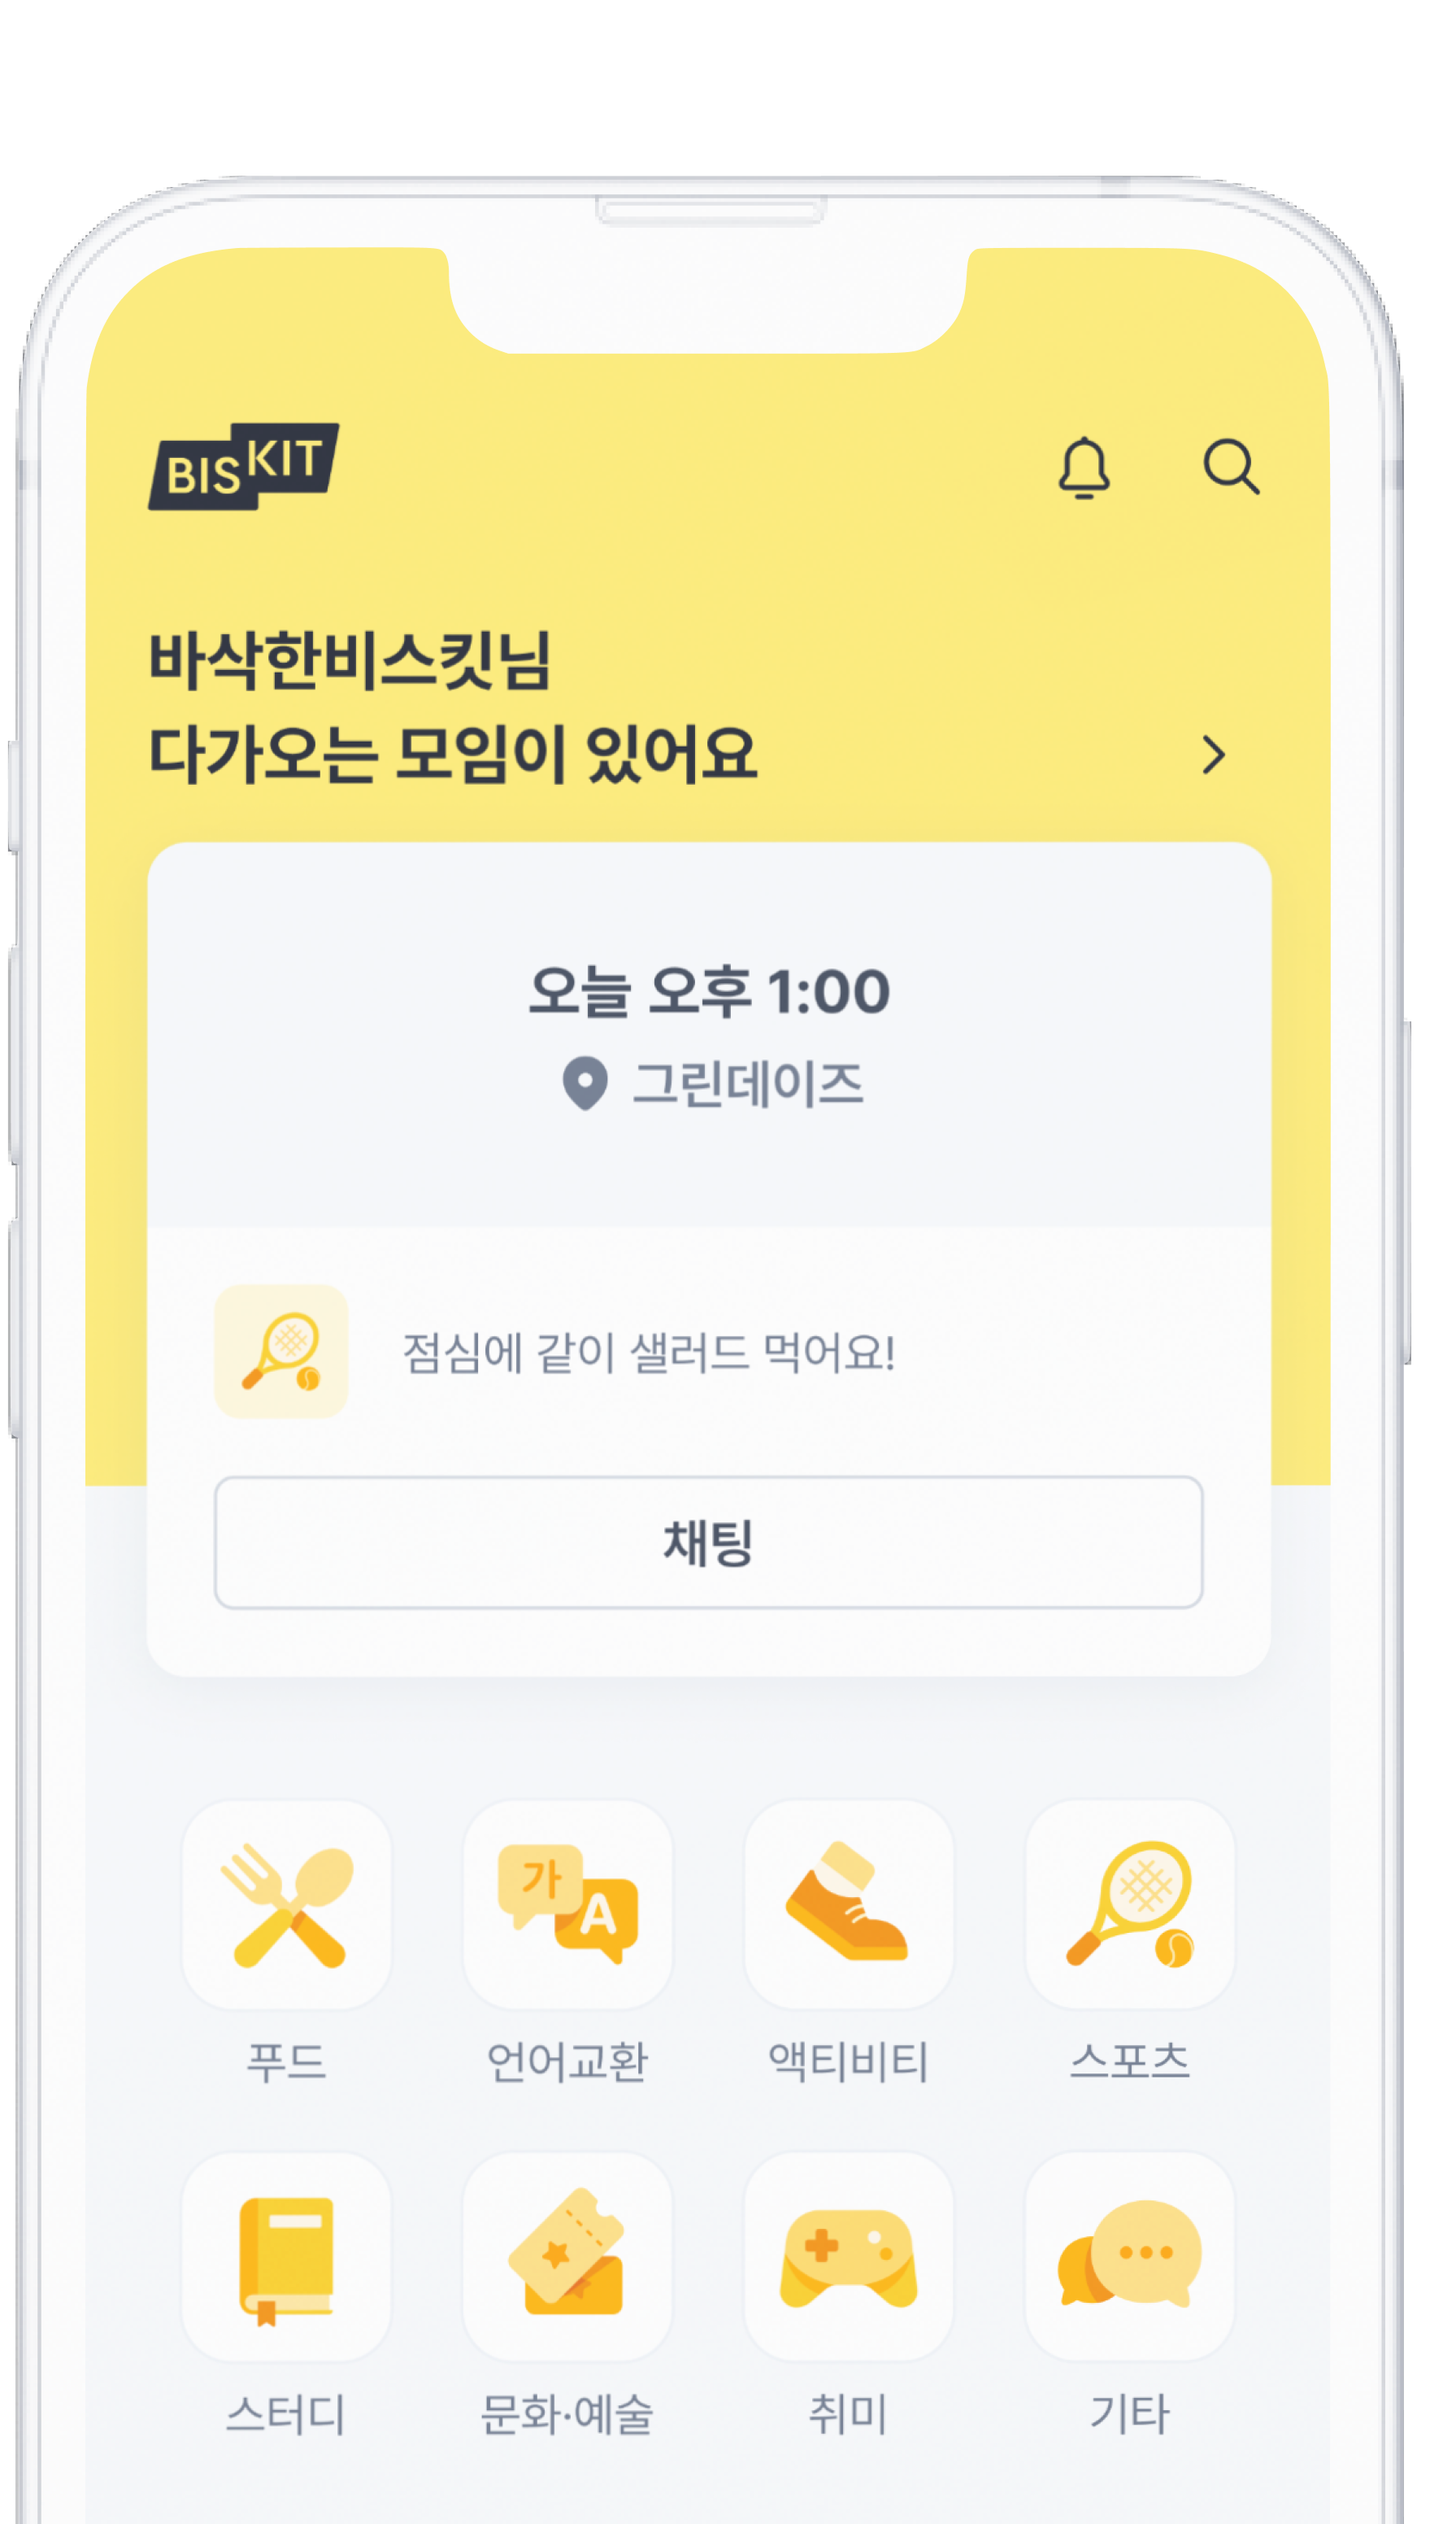 BISKIT
바삭한비스킷님
다가오는 모임이 있어요
오늘 오후 1:00
그린데이즈
점심에 같이 샐러드 먹어요!
채팅
가 A
푸드 언어교환 액티비티 스포츠
스터디 문화·예술 취미 기타